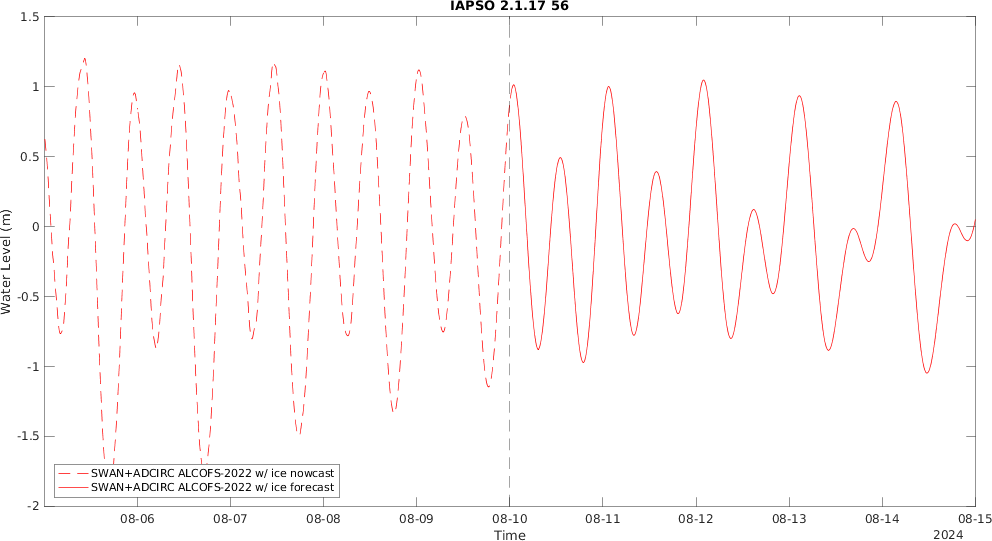 IAPSO 2.1.17 56
1.5
1
0.5
0
-0.5
-1
-1.5
-2
Water Level (m)
SWAN+ADCIRC ALCOFS-2022 w/ ice nowcast
SWAN+ADCIRC ALCOFS-2022 w/ ice forecast
08-06 08-07 08-08 08-09 08-10 08-11 08-12 08-13 08-14 08-15
Time
2024